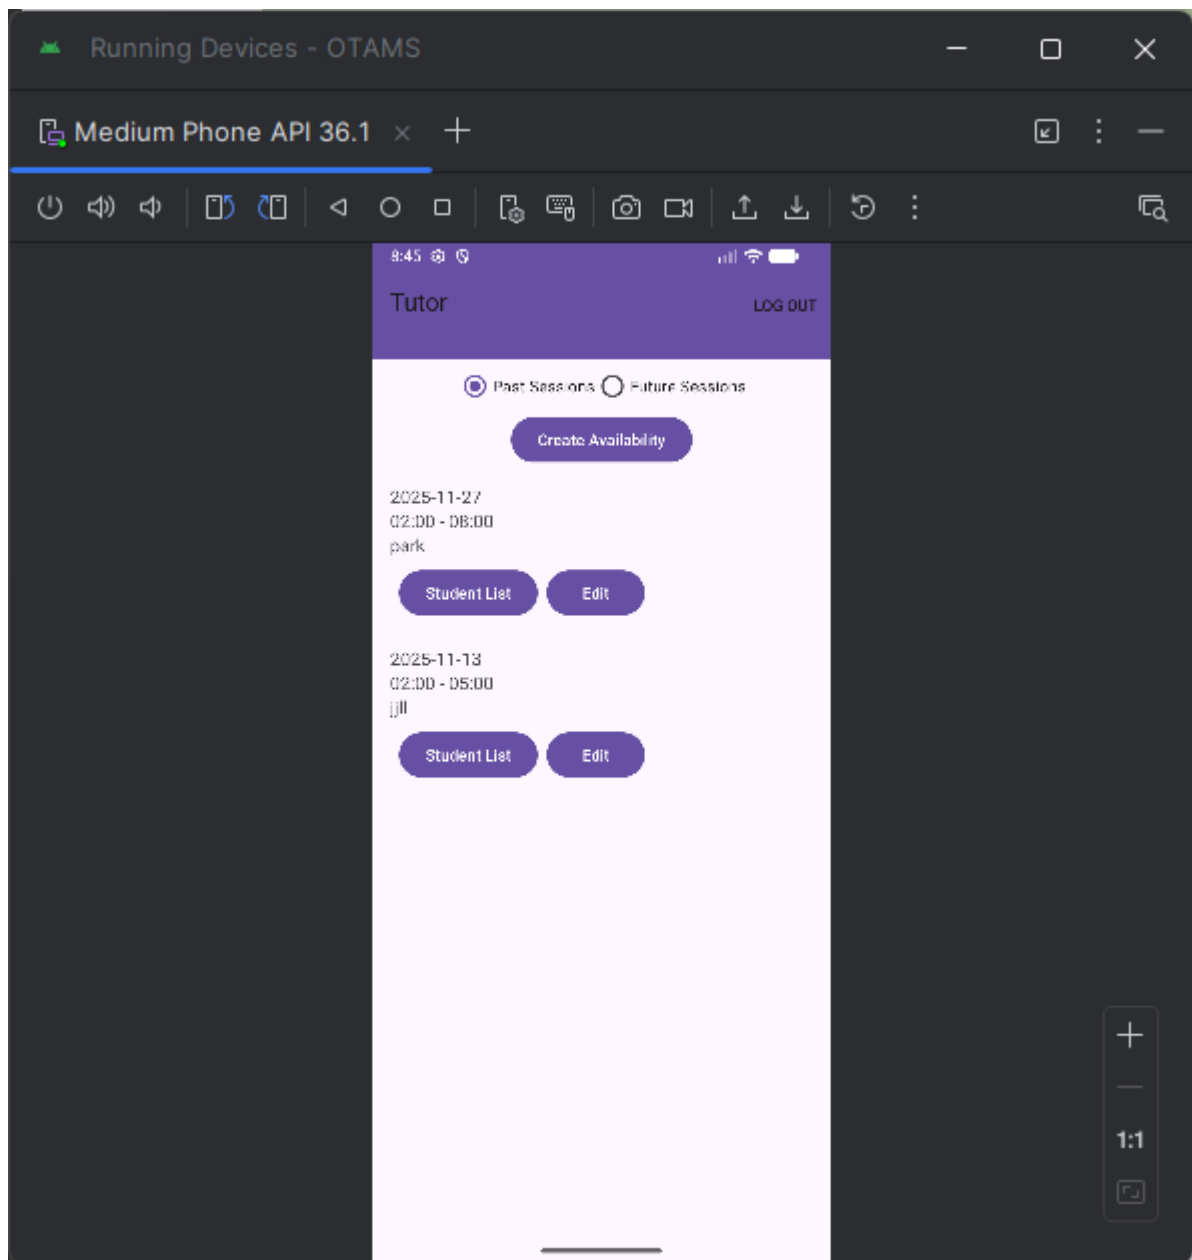 Running Devices - OTAMS
Medium Phone API 36.1
8:45
Tutor
LOG OUT
Past Sessions Future Sessions
Create Availability
2025-11-27
02:00 - 08:00
park
Student List Edit
2025-11-13
02:00 - 05:00
jjll
Student List Edit
1:1